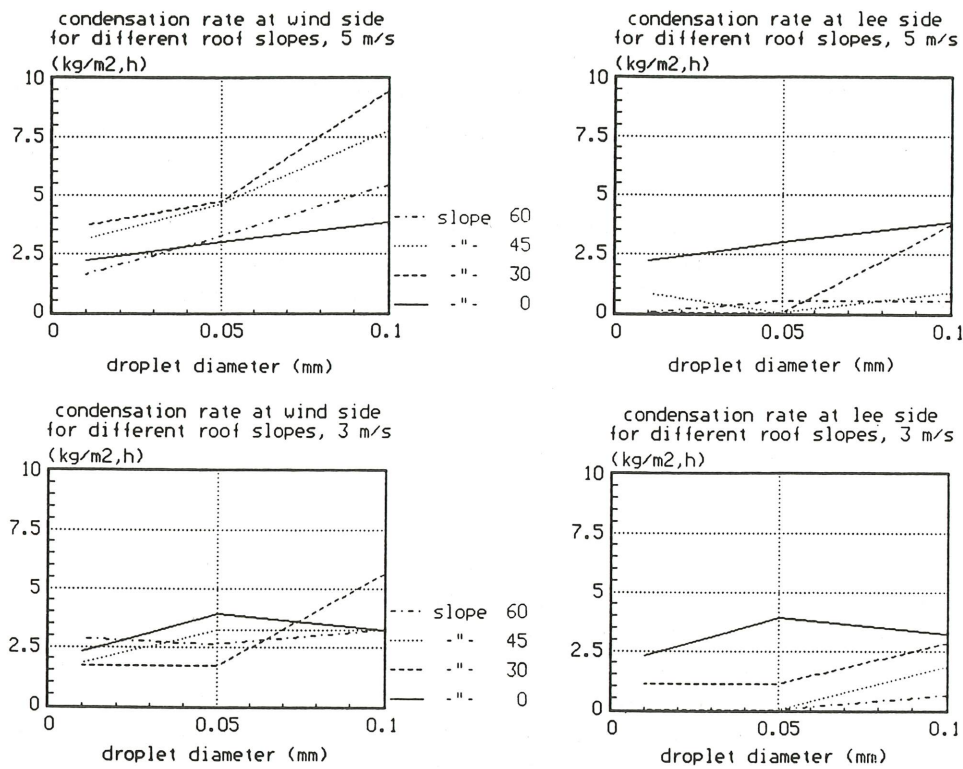 condensation rate at wind side
for different roof slopes, 5 m/s
(kg/m2,h)
10
7.5
5
2.5
0
0
0.05
0.1
droplet diameter (mm)
slope 60
-"- 45
-"- 30
-"- 0
condensation rate at lee side
for different roof slopes, 5 m/s
(kg/m2,h)
10
7.5
5
2.5
0
0
0.05
0.1
droplet diameter (mm)
condensation rate at wind side
for different roof slopes, 3 m/s
(kg/m2,h)
10
7.5
5
2.5
0
0
0.05
0.1
droplet diameter (mm)
slope 60
-"- 45
-"- 30
-"- 0
condensation rate at lee side
for different roof slopes, 3 m/s
(kg/m2,h)
10
7.5
5
2.5
0
0
0.05
0.1
droplet diameter (mm)